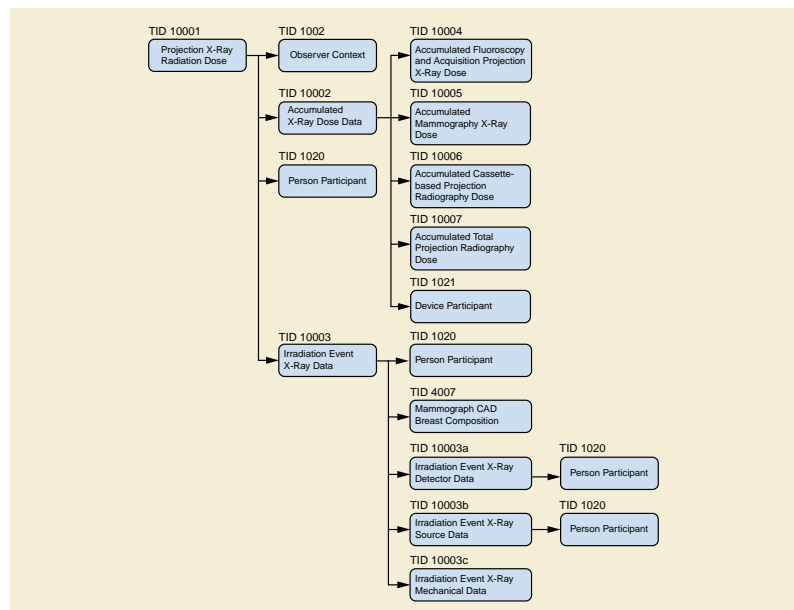 TID 10001
Projection X-Ray
Radiation Dose
TID 1002
Observer Context
TID 10002
Accumulated
X-Ray Dose Data
TID 1020
Person Participant
TID 10004
Accumulated Fluoroscopy
and Acquisition Projection
X-Ray Dose
TID 10005
Accumulated
Mammography X-Ray
Dose
TID 10006
Accumulated Cassette-
based Projection
Radiography Dose
TID 10007
Accumulated Total
Projection Radiography
Dose
TID 1021
Device Participant
TID 10003
Irradiation Event
X-Ray Data
TID 1020
Person Participant
TID 4007
Mammograph CAD
Breast Composition
TID 10003a
Irradiation Event X-Ray
Detector Data
TID 1020
Person Participant
TID 10003b
Irradiation Event X-Ray
Source Data
TID 1020
Person Participant
TID 10003c
Irradiation Event X-Ray
Mechanical Data